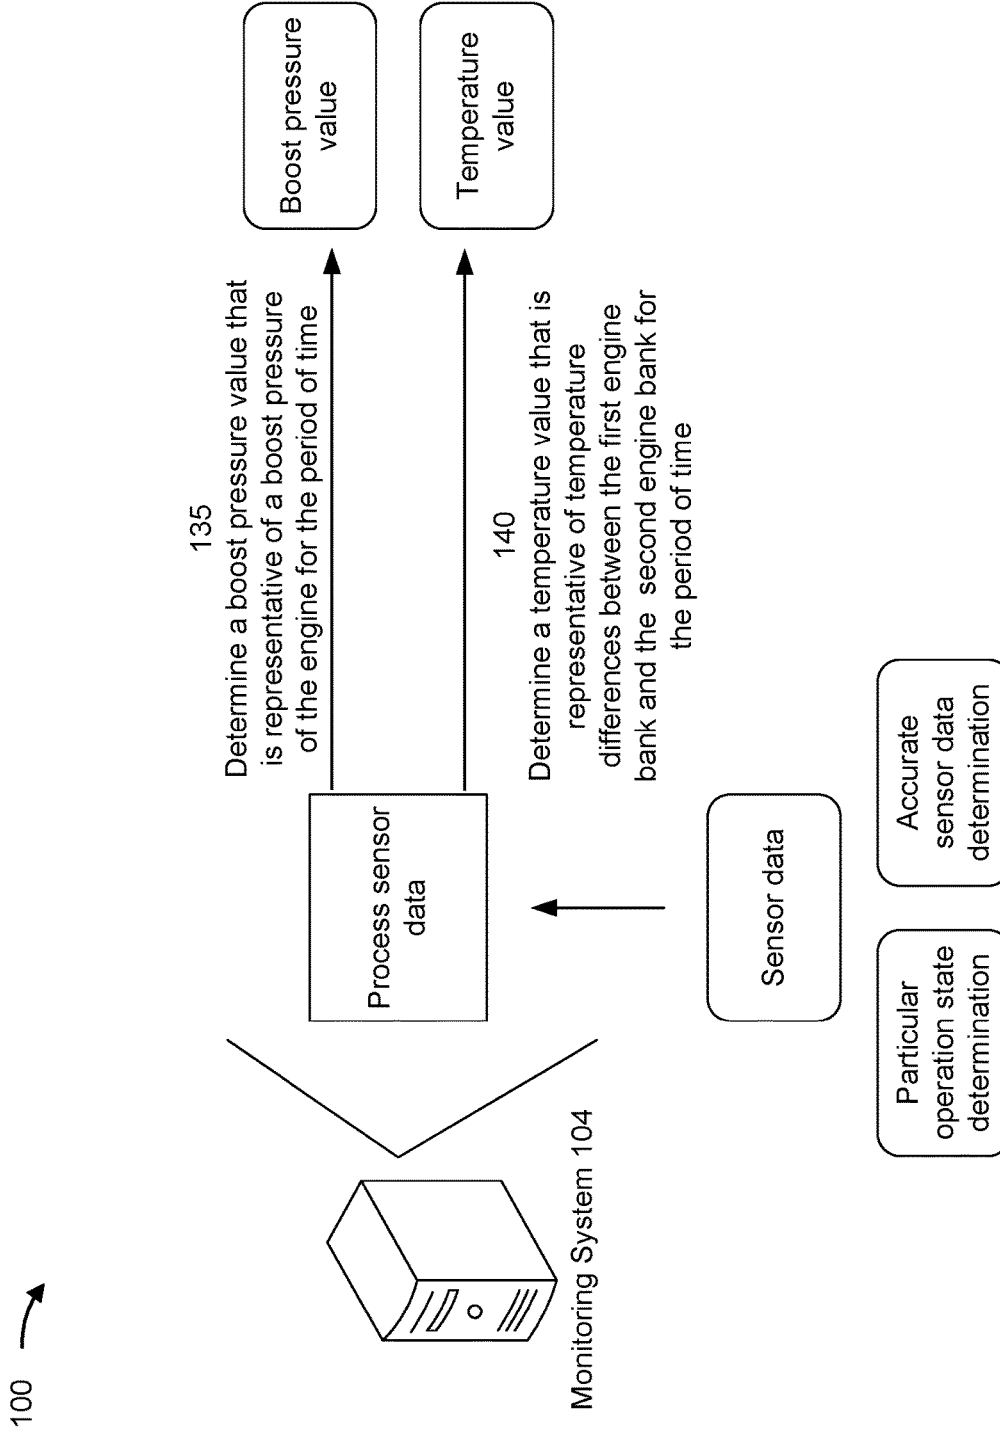 100
135
Determine a boost pressure value that
is representative of a boost pressure
of the engine for the period of time
Boost pressure
value
Process sensor
data
Temperature
value
140
Determine a temperature value that is
representative of temperature
differences between the first engine
bank and the second engine bank for
the period of time
Monitoring System 104
Sensor data
Particular
operation state
determination
Accurate
sensor data
determination